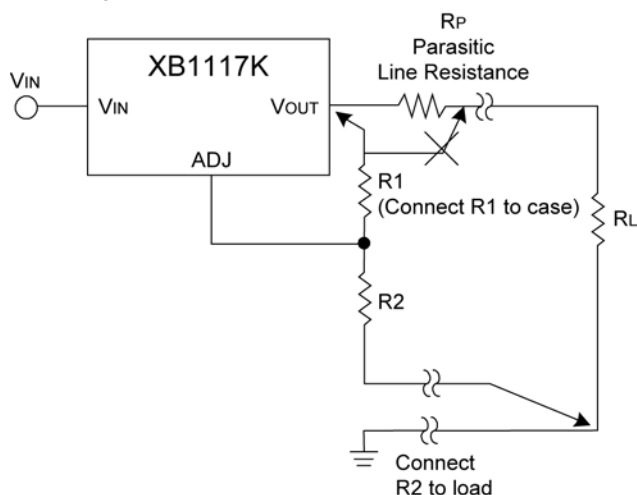 RP
Parasitic
Line Resistance
XB1117K
VIN
VIN
VOUT
ADJ
R1
(Connect R1 to case)
RL
R2
Connect
R2 to load